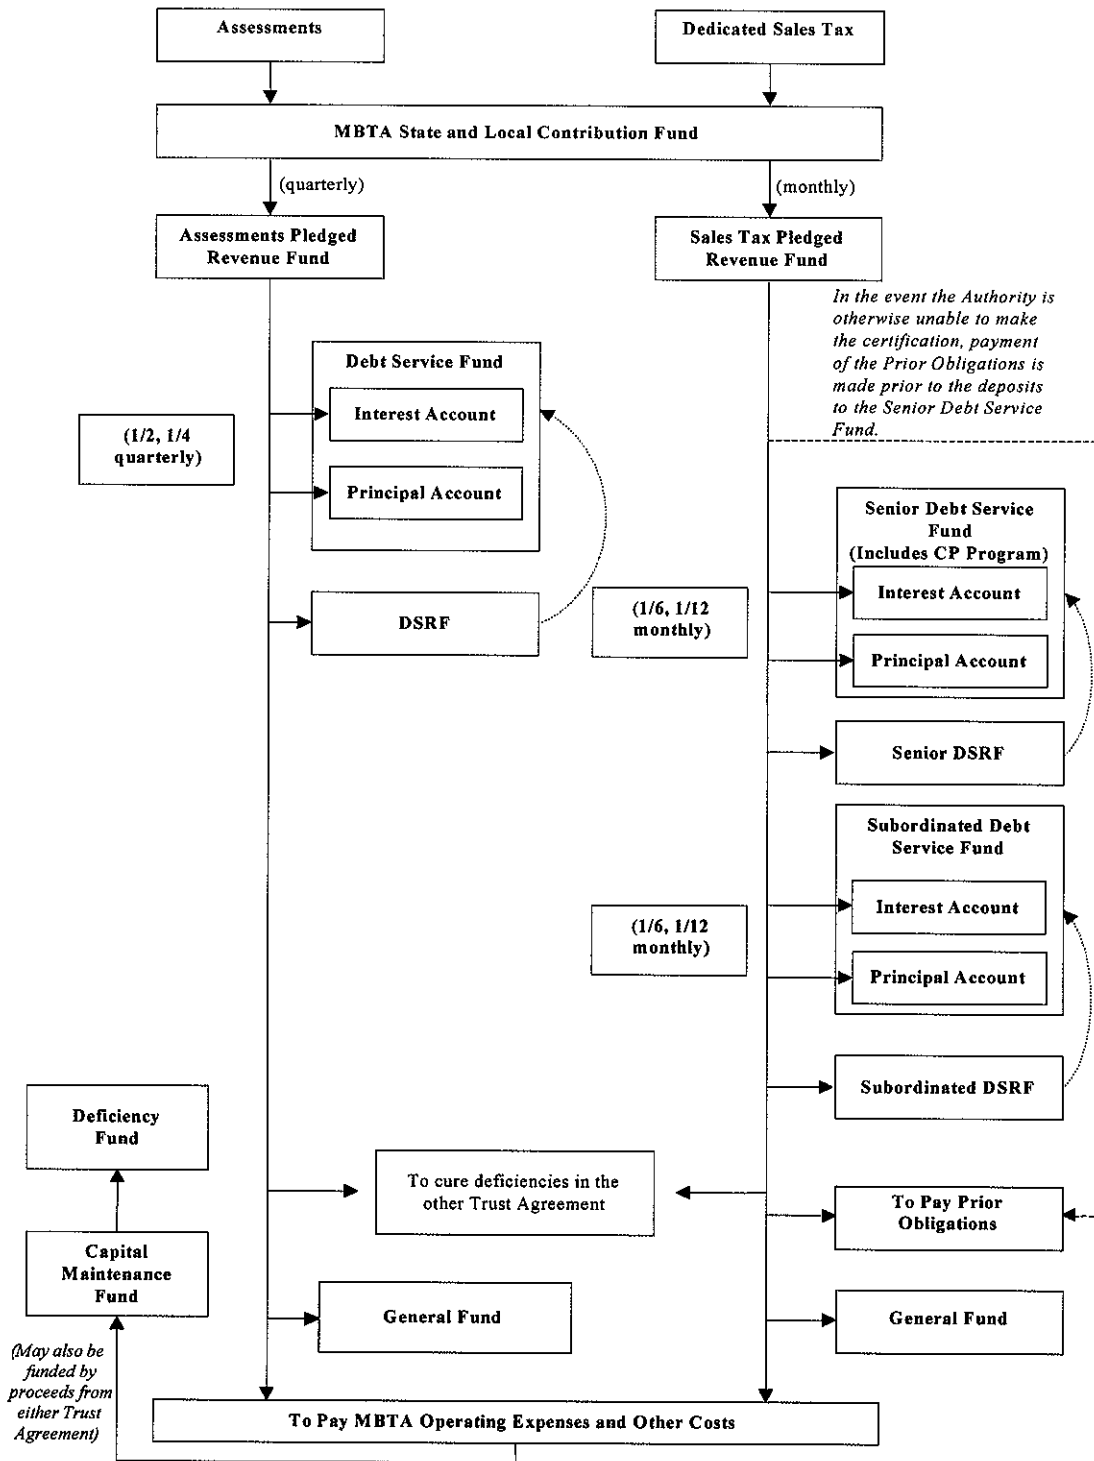 Assessments
Dedicated Sales Tax
MBTA State and Local Contribution Fund
(quarterly)
(monthly)
Assessments Pledged
Revenue Fund
Sales Tax Pledged
Revenue Fund
In the event the Authority is
otherwise unable to make
the certification, payment
of the Prior Obligations is
made prior to the deposits
to the Senior Debt Service
Fund.
Debt Service Fund
Interest Account
(1/2, 1/4
quarterly)
Principal Account
DSRF
Senior Debt Service
Fund
(Includes CP Program)
Interest Account
(1/6, 1/12
monthly)
Principal Account
Senior DSRF
Subordinated Debt
Service Fund
Interest Account
(1/6, 1/12
monthly)
Principal Account
Subordinated DSRF
Deficiency
Fund
To cure deficiencies in the
other Trust Agreement
To Pay Prior
Obligations
Capital
Maintenance
Fund
General Fund
General Fund
(May also be
funded by
proceeds from
either Trust
Agreement)
To Pay MBTA Operating Expenses and Other Costs